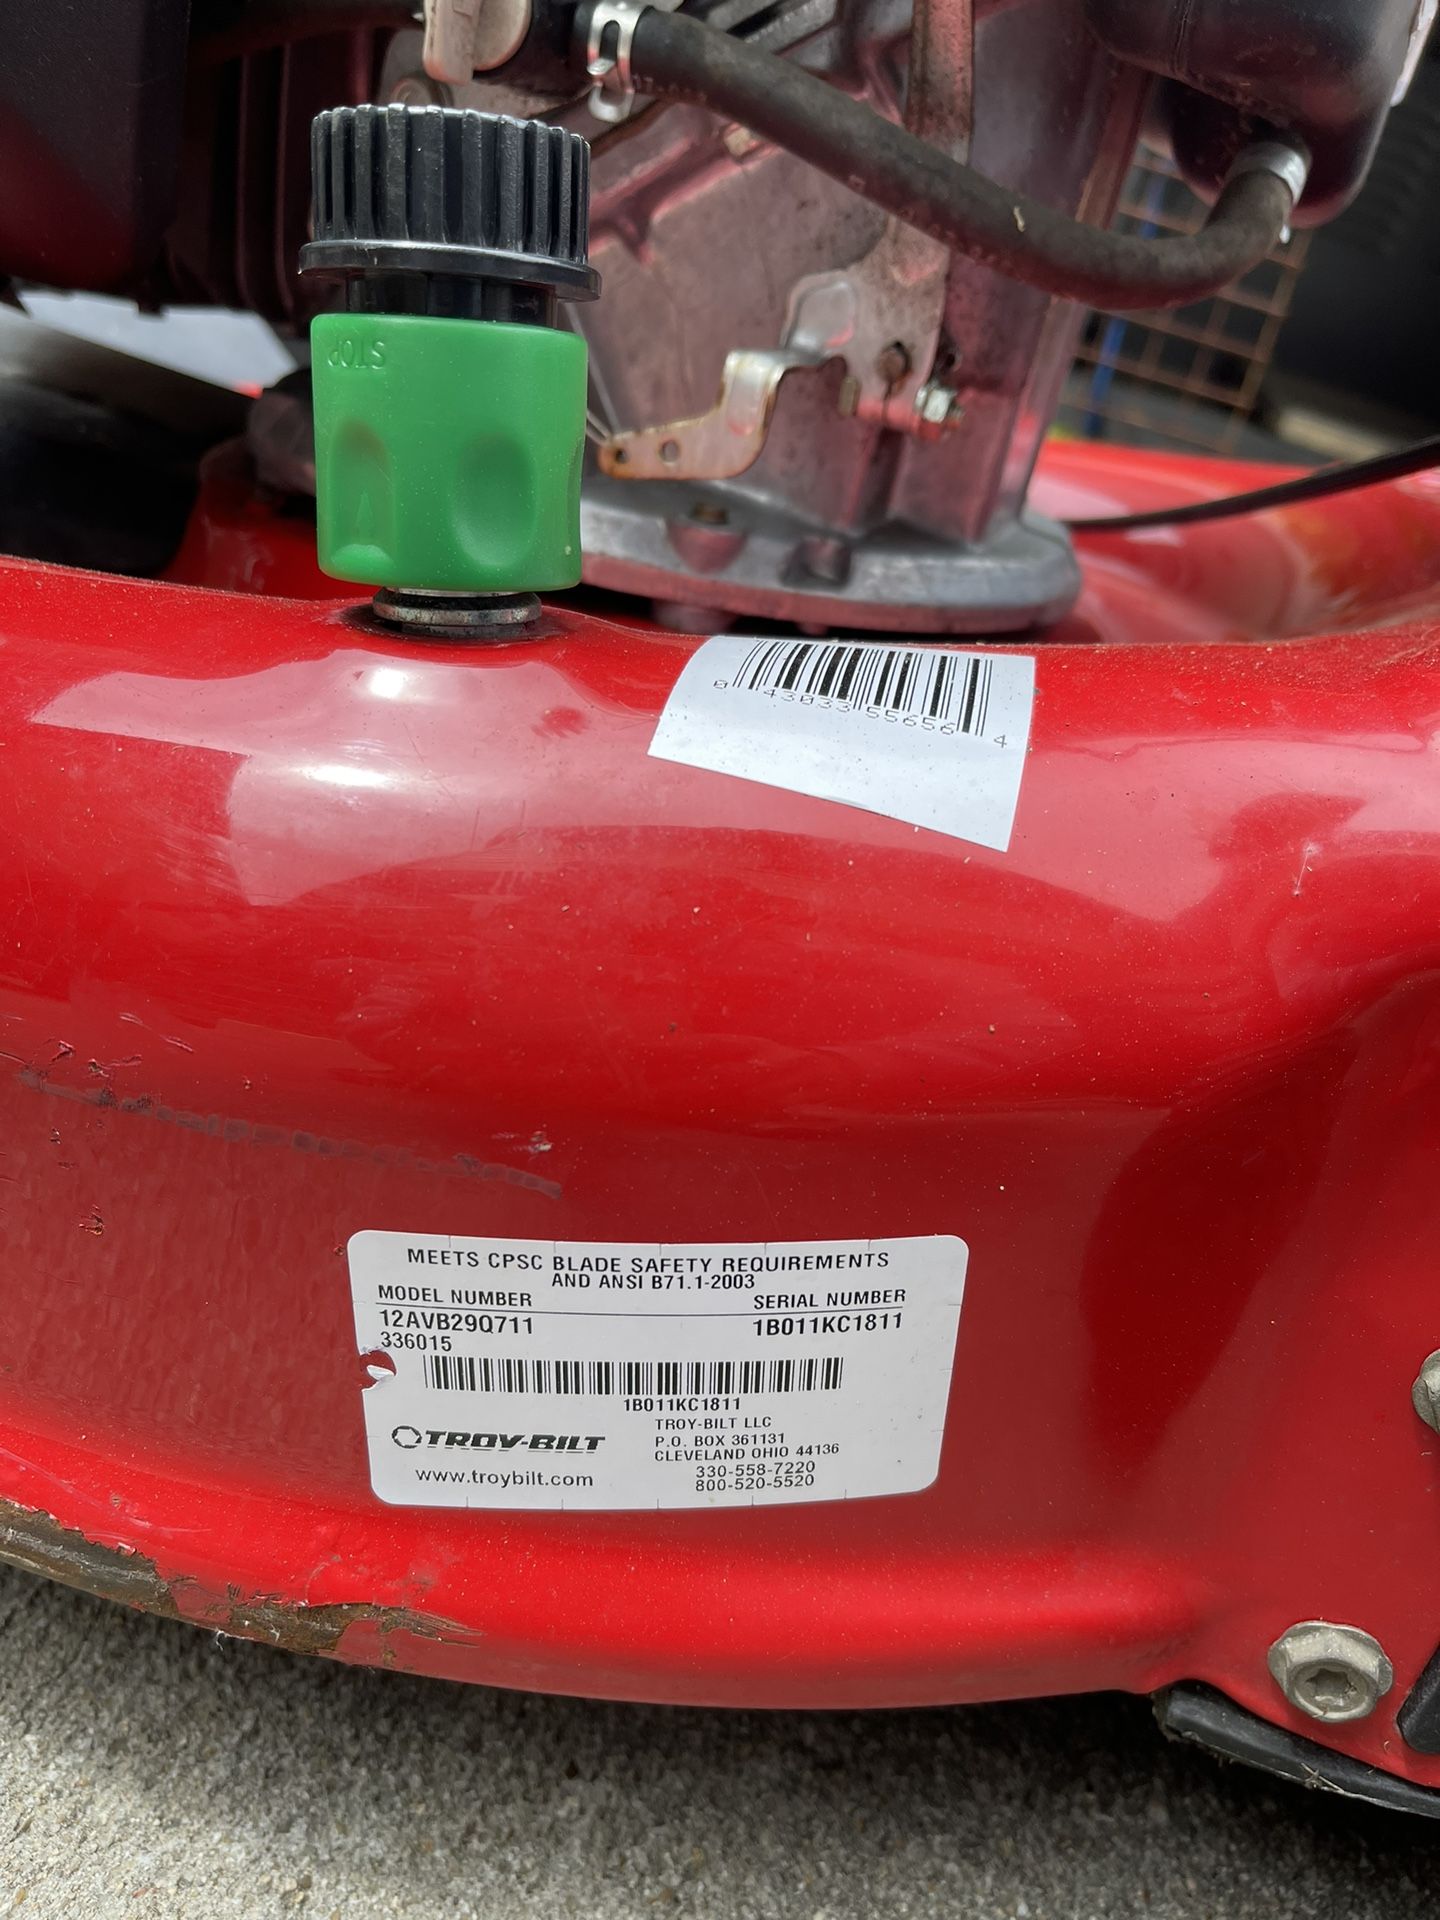 STOP
0 43033 55656 4
MEETS CPSC BLADE SAFETY REQUIREMENTS
AND ANSI B71.1-2003
MODEL NUMBER SERIAL NUMBER
12AVB29Q711 1B011KC1811
336015
1B011KC1811
TROY-BILT LLC
P.O. BOX 361131
CLEVELAND OHIO 44136
330-558-7220
800-520-5520
TROY-BILT
www.troybilt.com